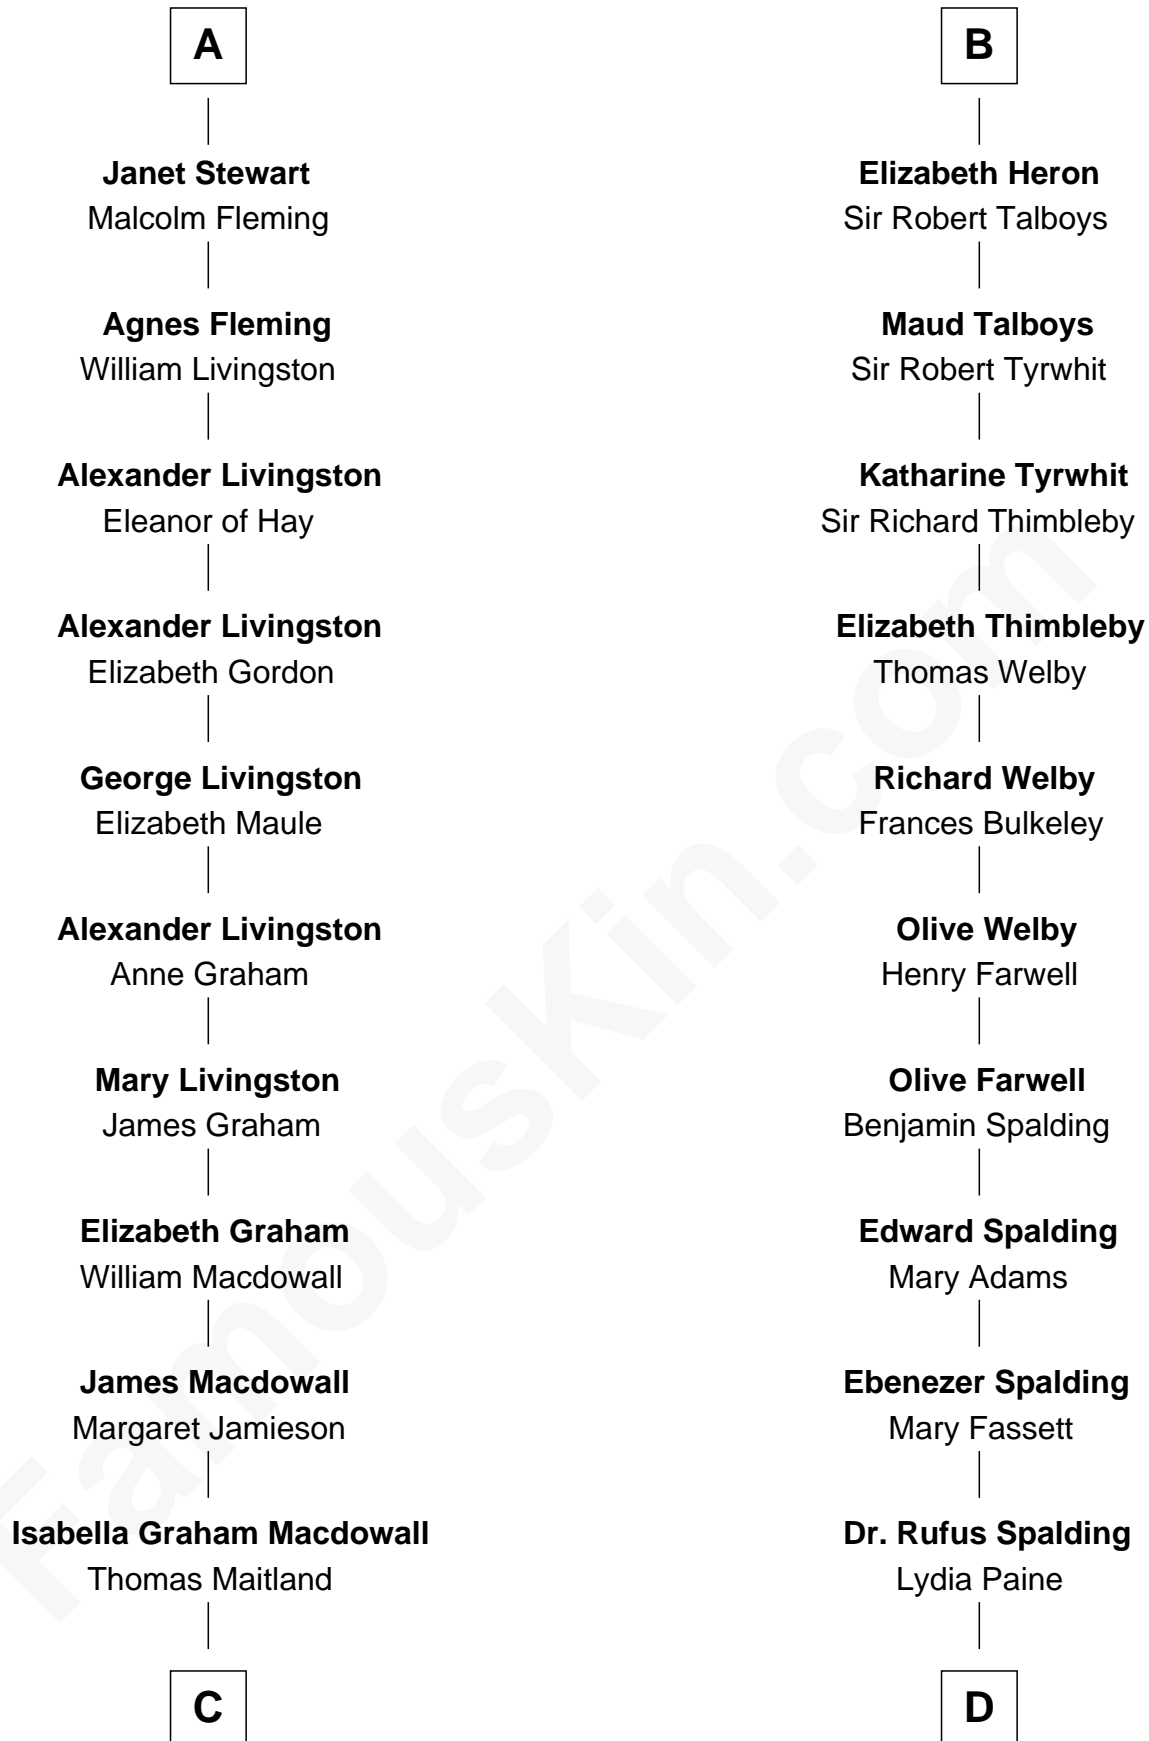 A
Janet Stewart
Malcolm Fleming
Agnes Fleming
William Livingston
Alexander Livingston
Eleanor of Hay
Alexander Livingston
Elizabeth Gordon
George Livingston
Elizabeth Maule
Alexander Livingston
Anne Graham
Mary Livingston
James Graham
Elizabeth Graham
William Macdowall
James Macdowall
Margaret Jamieson
Isabella Graham Macdowall
Thomas Maitland
C
B
Elizabeth Heron
Sir Robert Talboys
Maud Talboys
Sir Robert Tyrwhit
Katharine Tyrwhit
Sir Richard Thimbleby
Elizabeth Thimbleby
Thomas Welby
Richard Welby
Frances Bulkeley
Olive Welby
Henry Farwell
Olive Farwell
Benjamin Spalding
Edward Spalding
Mary Adams
Ebenezer Spalding
Mary Fassett
Dr. Rufus Spalding
Lydia Paine
D
FamousKin.com